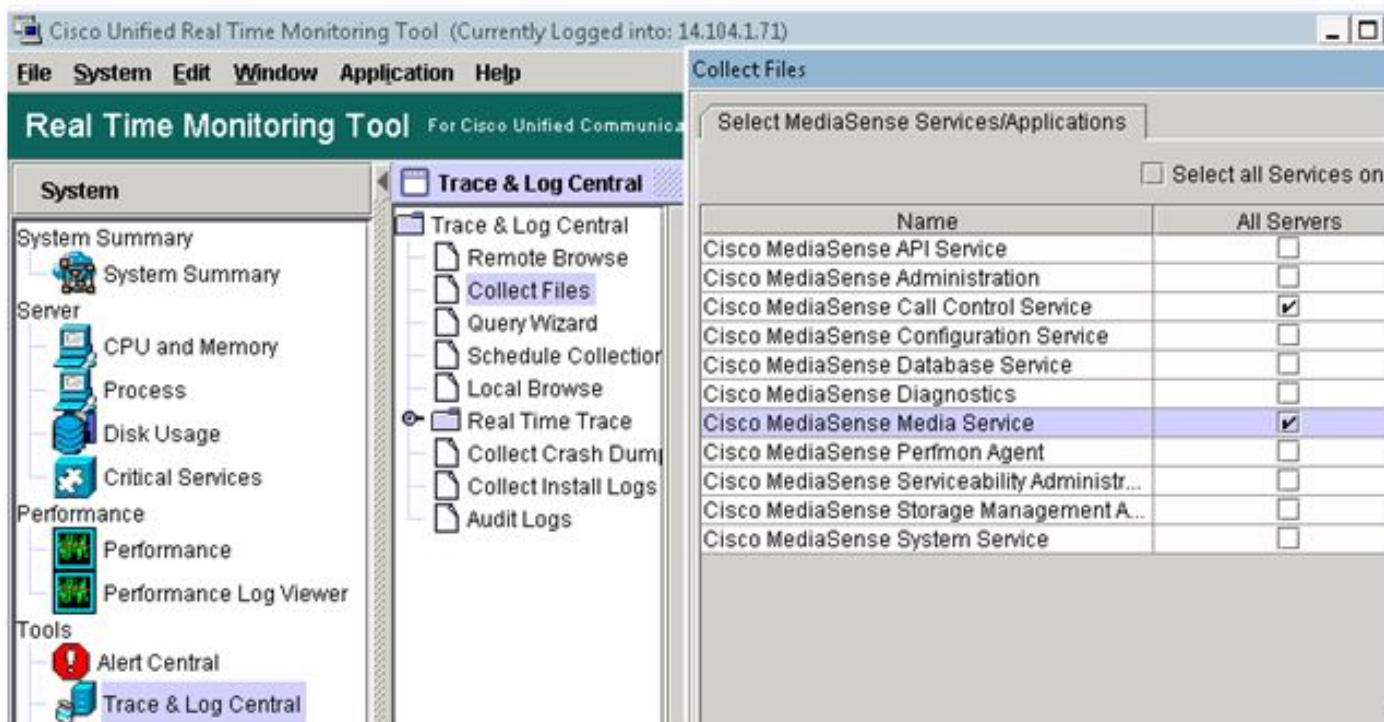 Cisco Unified Real Time Monitoring Tool (Currently Logged into: 14.104.1.71)
File System Edit Window Application Help
Real Time Monitoring Tool For Cisco Unified Communica
System
System Summary
System Summary
Server
CPU and Memory
Process
Disk Usage
Critical Services
Performance
Performance
Performance Log Viewer
Tools
Alert Central
Trace & Log Central
Trace & Log Central
Trace & Log Central
Remote Browse
Collect Files
Query Wizard
Schedule Collection
Local Browse
Real Time Trace
Collect Crash Dum
Collect Install Logs
Audit Logs
Collect Files
Select MediaSense Services/Applications
Select all Services on
Name All Servers
Cisco MediaSense API Service
Cisco MediaSense Administration
Cisco MediaSense Call Control Service
Cisco MediaSense Configuration Service
Cisco MediaSense Database Service
Cisco MediaSense Diagnostics
Cisco MediaSense Media Service
Cisco MediaSense Perfmon Agent
Cisco MediaSense Serviceability Administr...
Cisco MediaSense Storage Management A...
Cisco MediaSense System Service